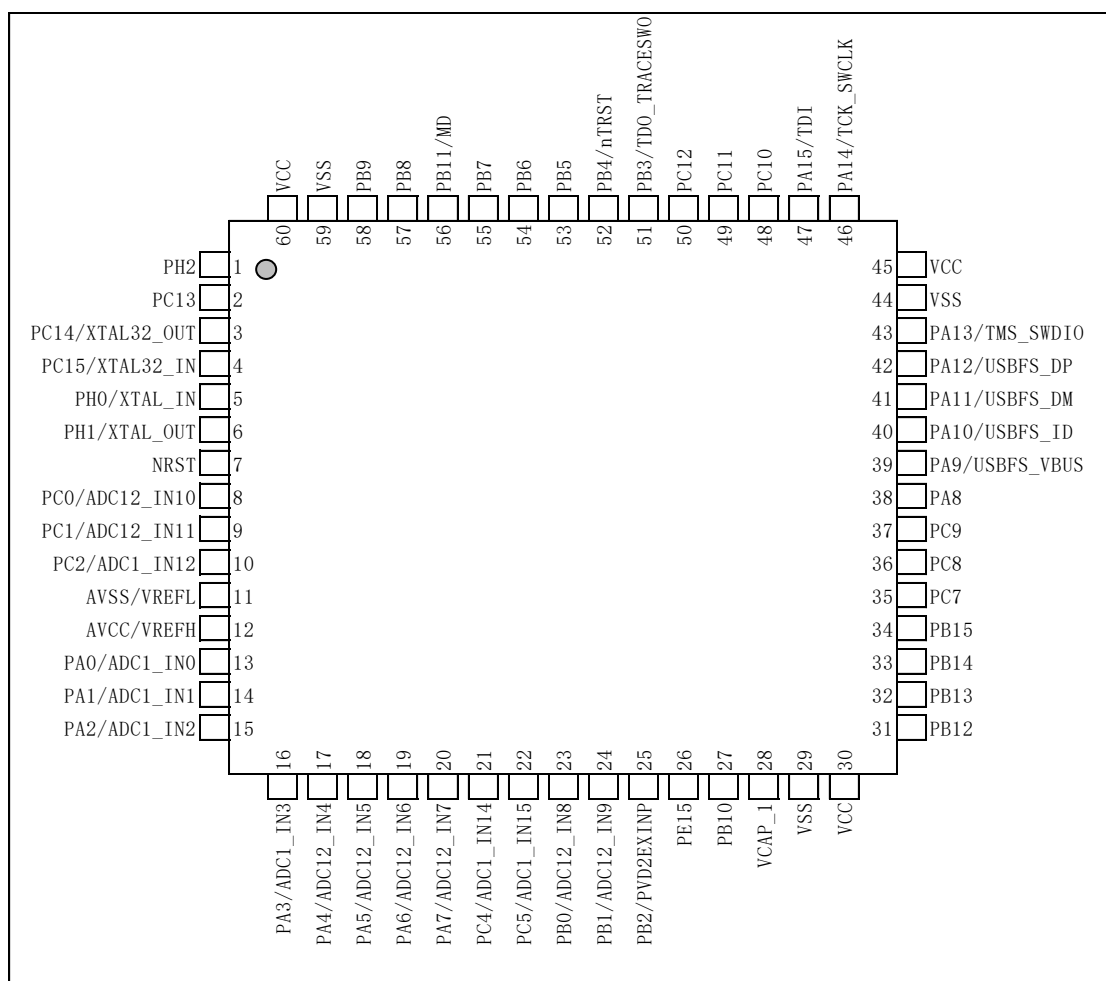 VCC
VSS
PB9
PB8
PB11/MD
PB7
PB6
PB5
PB4/nTRST
PB3/TDO_TRACESWO
PC12
PC11
PC10
PA15/TDI
PA14/TCK_SWCLK
60
59
58
57
56
55
54
53
52
51
50
49
48
47
46
PH2 1
PC13 2
PC14/XTAL32_OUT 3
PC15/XTAL32_IN 4
PH0/XTAL_IN 5
PH1/XTAL_OUT 6
NRST 7
PC0/ADC12_IN10 8
PC1/ADC12_IN11 9
PC2/ADC1_IN12 10
AVSS/VREFL 11
AVCC/VREFH 12
PA0/ADC1_IN0 13
PA1/ADC1_IN1 14
PA2/ADC1_IN2 15
45 VCC
44 VSS
43 PA13/TMS_SWDIO
42 PA12/USBFS_DP
41 PA11/USBFS_DM
40 PA10/USBFS_ID
39 PA9/USBFS_VBUS
38 PA8
37 PC9
36 PC8
35 PC7
34 PB15
33 PB14
32 PB13
31 PB12
16
17
18
19
20
21
22
23
24
25
26
27
28
29
30
PA3/ADC1_IN3
PA4/ADC12_IN4
PA5/ADC12_IN5
PA6/ADC12_IN6
PA7/ADC12_IN7
PC4/ADC1_IN14
PC5/ADC1_IN15
PB0/ADC12_IN8
PB1/ADC12_IN9
PB2/PVD2EXINP
PE15
PB10
VCAP_1
VSS
VCC